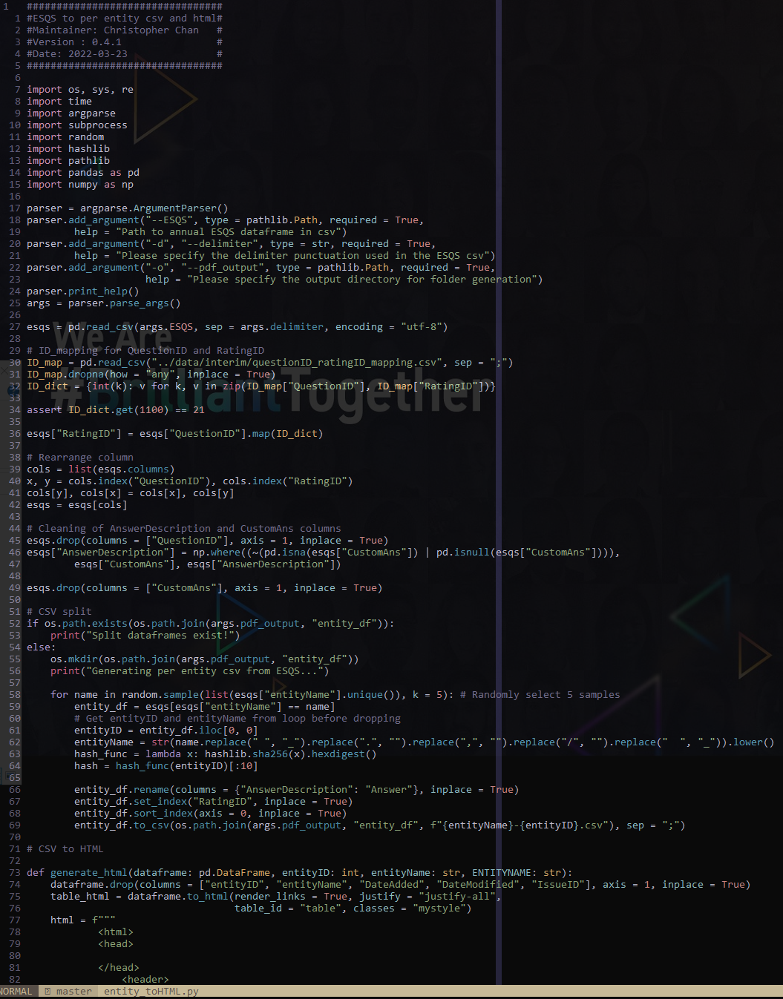 1 #################################
1 #ESQS to per entity csv and html#
2 #Maintainer: Christopher Chan   #
3 #Version : 0.4.1                #
4 #Date: 2022-03-23               #
5 #################################
6
7 import os, sys, re
8 import time
9 import argparse
10 import subprocess
11 import random
12 import hashlib
13 import pathlib
14 import pandas as pd
15 import numpy as np
16
17 parser = argparse.ArgumentParser()
18 parser.add_argument("--ESQS", type = pathlib.Path, required = True,
19         help = "Path to annual ESQS dataframe in csv")
20 parser.add_argument("-d", "--delimiter", type = str, required = True,
21         help = "Please specify the delimiter punctuation used in the ESQS csv")
22 parser.add_argument("-o", "--pdf_output", type = pathlib.Path, required = True,
23                     help = "Please specify the output directory for folder generation")
24 parser.print_help()
25 args = parser.parse_args()
26
27 esqs = pd.read_csv(args.ESQS, sep = args.delimiter, encoding = "utf-8")
28
We Are
29 # ID_mapping for QuestionID and RatingID
30 ID_map = pd.read_csv("../data/interim/questionID_ratingID_mapping.csv", sep = ";")
31 ID_map.dropna(how = "any", inplace = True)
32 ID_dict = {int(k): v for k, v in zip(ID_map["QuestionID"], ID_map["RatingID"])}
#BrilliantTogether
33
34 assert ID_dict.get(1100) == 21
35
36 esqs["RatingID"] = esqs["QuestionID"].map(ID_dict)
37
38 # Rearrange column
39 cols = list(esqs.columns)
40 x, y = cols.index("QuestionID"), cols.index("RatingID")
41 cols[y], cols[x] = cols[x], cols[y]
42 esqs = esqs[cols]
43
44 # Cleaning of AnswerDescription and CustomAns columns
45 esqs.drop(columns = ["QuestionID"], axis = 1, inplace = True)
46 esqs["AnswerDescription"] = np.where((~(pd.isna(esqs["CustomAns"]) | pd.isnull(esqs["CustomAns"]))),
47         esqs["CustomAns"], esqs["AnswerDescription"])
48
49 esqs.drop(columns = ["CustomAns"], axis = 1, inplace = True)
50
51 # CSV split
52 if os.path.exists(os.path.join(args.pdf_output, "entity_df")):
53     print("Split dataframes exist!")
54 else:
55     os.mkdir(os.path.join(args.pdf_output, "entity_df"))
56     print("Generating per entity csv from ESQS...")
57
58     for name in random.sample(list(esqs["entityName"].unique()), k = 5): # Randomly select 5 samples
59         entity_df = esqs[esqs["entityName"] == name]
60         # Get entityID and entityName from loop before dropping
61         entityID = entity_df.iloc[0, 0]
62         entityName = str(name.replace(" ", "_").replace(".", "").replace(",", "").replace("/", "").replace("  ", "_")).lower()
63         hash_func = lambda x: hashlib.sha256(x).hexdigest()
64         hash = hash_func(entityID)[:10]
65
66         entity_df.rename(columns = {"AnswerDescription": "Answer"}, inplace = True)
67         entity_df.set_index("RatingID", inplace = True)
68         entity_df.sort_index(axis = 0, inplace = True)
69         entity_df.to_csv(os.path.join(args.pdf_output, "entity_df", f"{entityName}-{entityID}.csv"), sep = ";")
70
71 # CSV to HTML
72
73 def generate_html(dataframe: pd.DataFrame, entityID: int, entityName: str, ENTITYNAME: str):
74     dataframe.drop(columns = ["entityID", "entityName", "DateAdded", "DateModified", "IssueID"], axis = 1, inplace = True)
75     table_html = dataframe.to_html(render_links = True, justify = "justify-all",
76                                    table_id = "table", classes = "mystyle")
77     html = f"""
78             <html>
79             <head>
80
81             </head>
82                 <header>
NORMAL master entity_toHTML.py